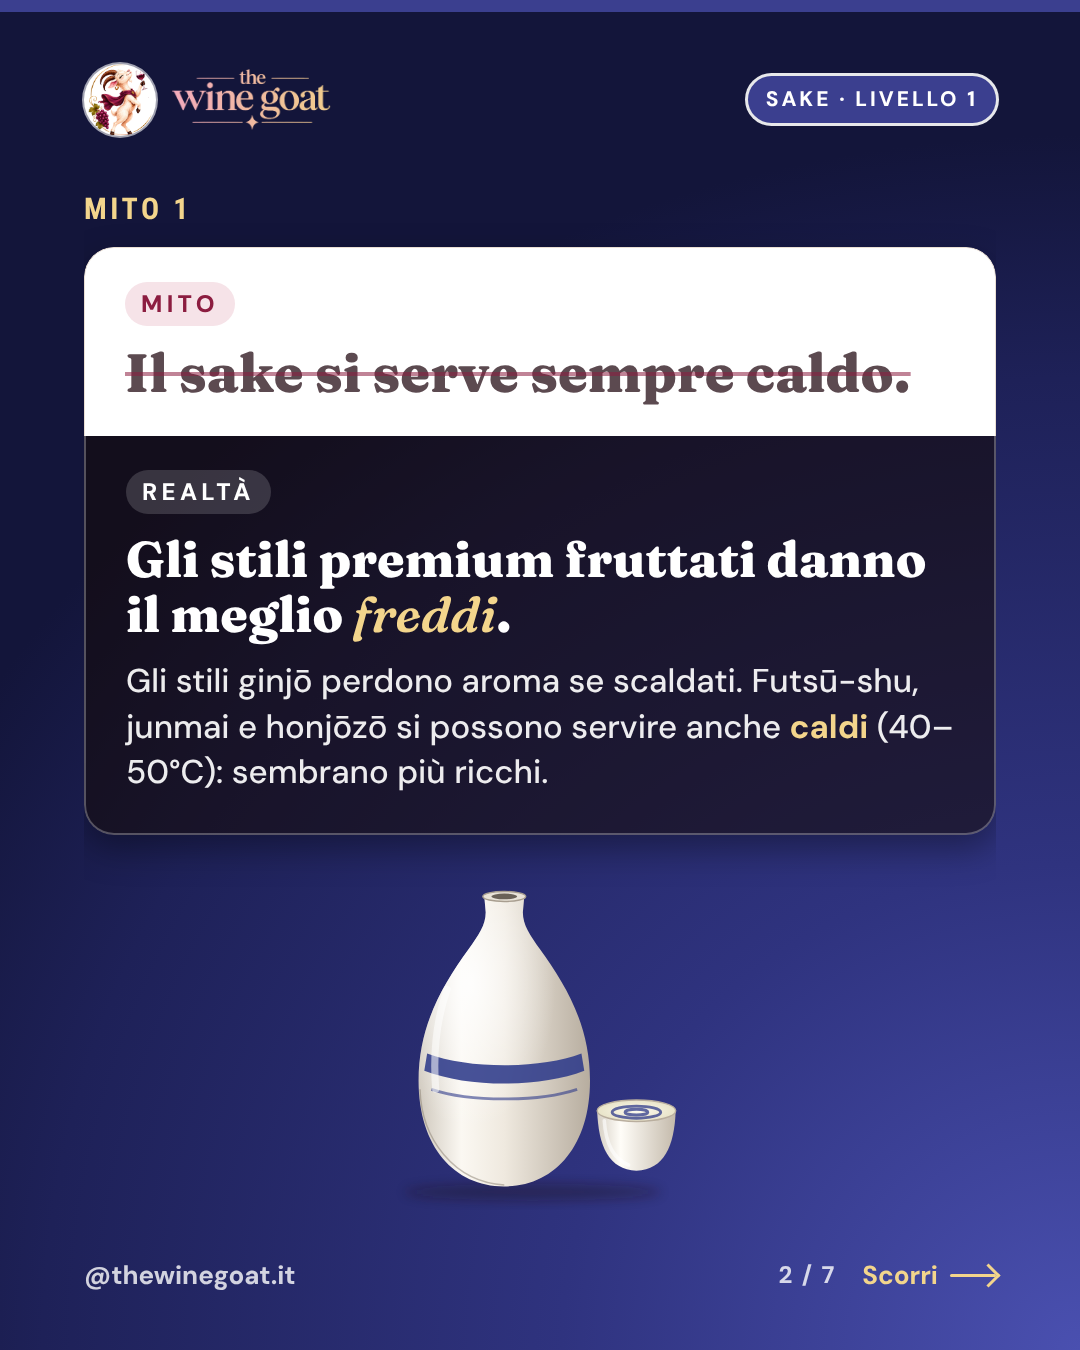 the
wine goat
SAKE · LIVELLO 1
MITO 1
MITO
Il sake si serve sempre caldo.
REALTÀ
Gli stili premium fruttati danno
il meglio freddi.
Gli stili ginjō perdono aroma se scaldati. Futsū-shu,
junmai e honjōzō si possono servire anche caldi (40–
50°C): sembrano più ricchi.
@thewinegoat.it
2 / 7
Scorri